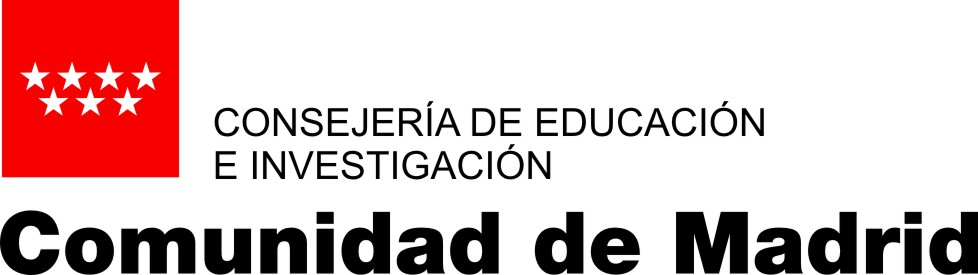 CONSEJERÍA DE EDUCACIÓN
E INVESTIGACIÓN
Comunidad de Madrid